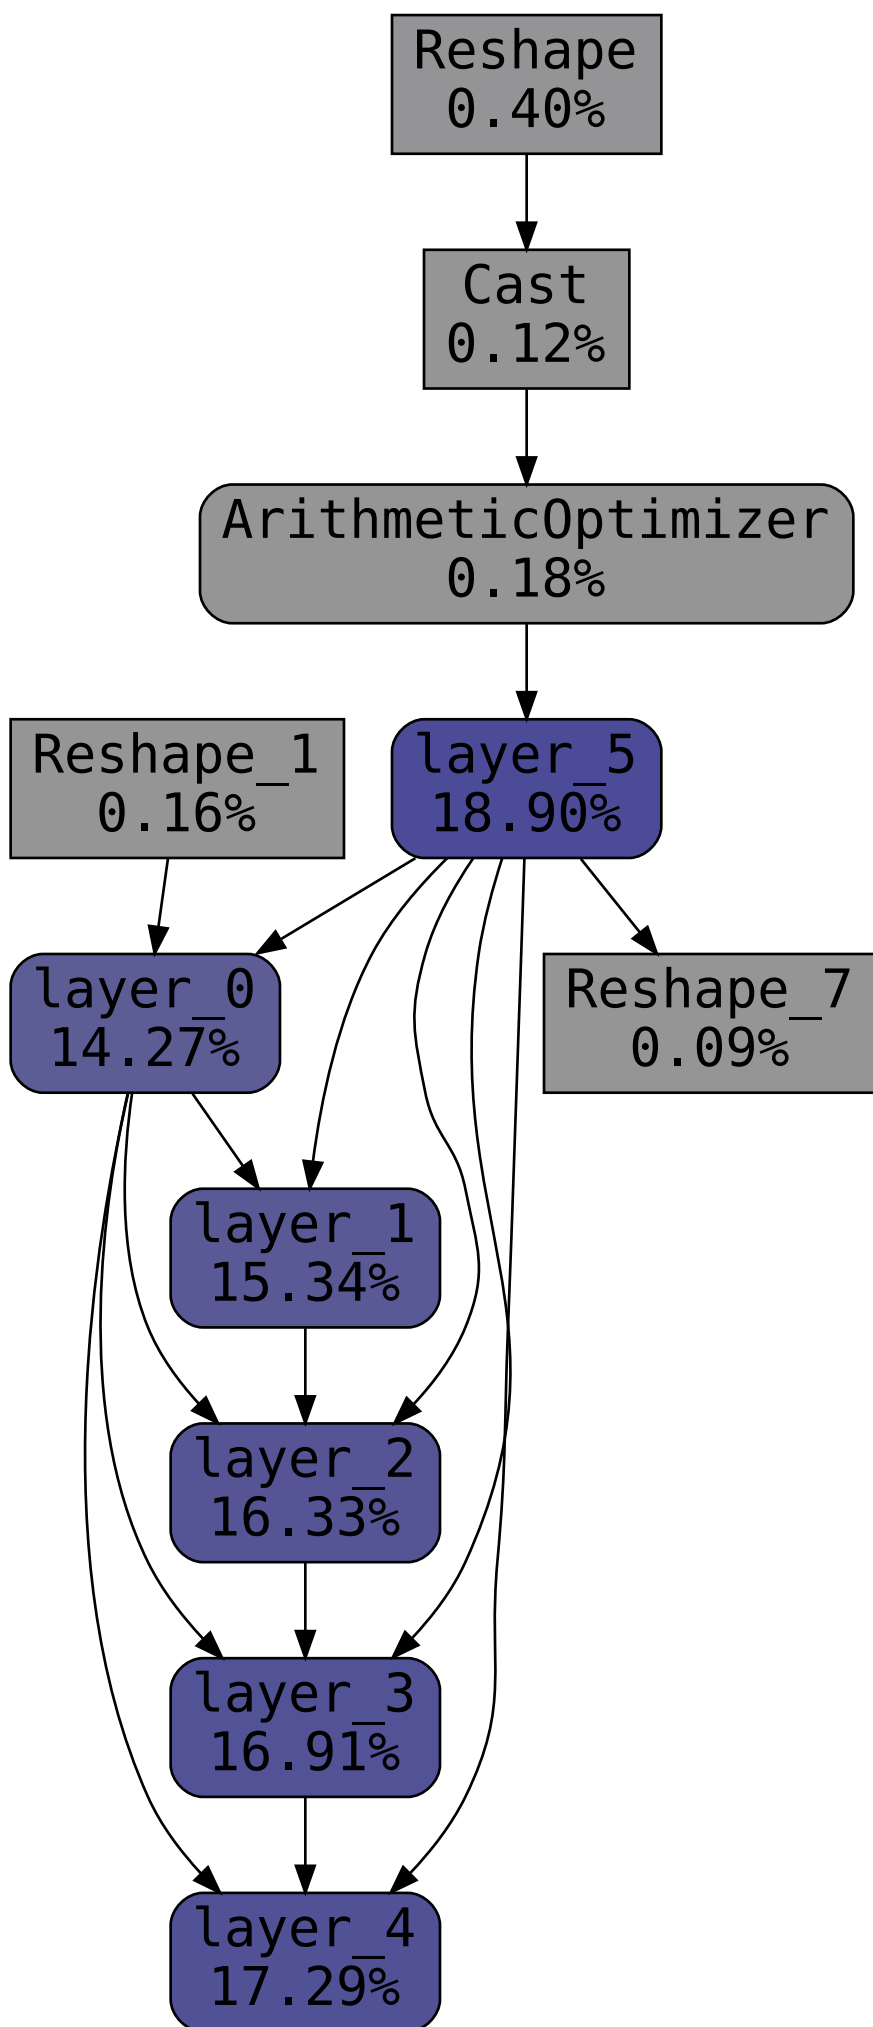 Reshape
0.40%
Cast
0.12%
ArithmeticOptimizer
0.18%
Reshape_1
0.16%
layer_5
18.90%
layer_0
14.27%
Reshape_7
0.09%
layer_1
15.34%
layer_2
16.33%
layer_3
16.91%
layer_4
17.29%